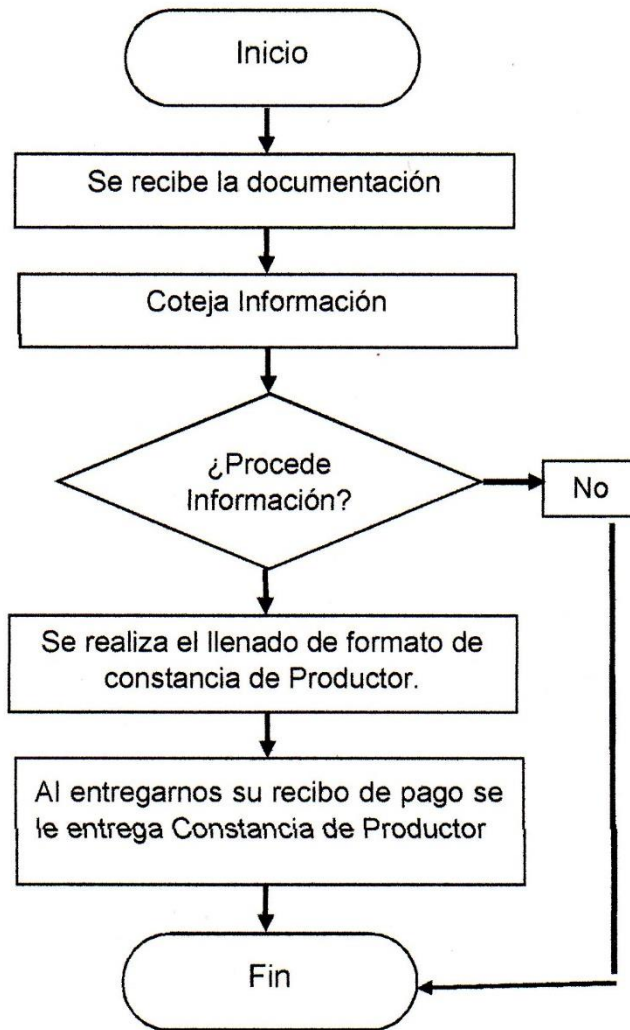 Inicio
Se recibe la documentación
Coteja Información
¿Procede
Información?
No
Se realiza el llenado de formato de
constancia de Productor.
Al entregarnos su recibo de pago se
le entrega Constancia de Productor
Fin